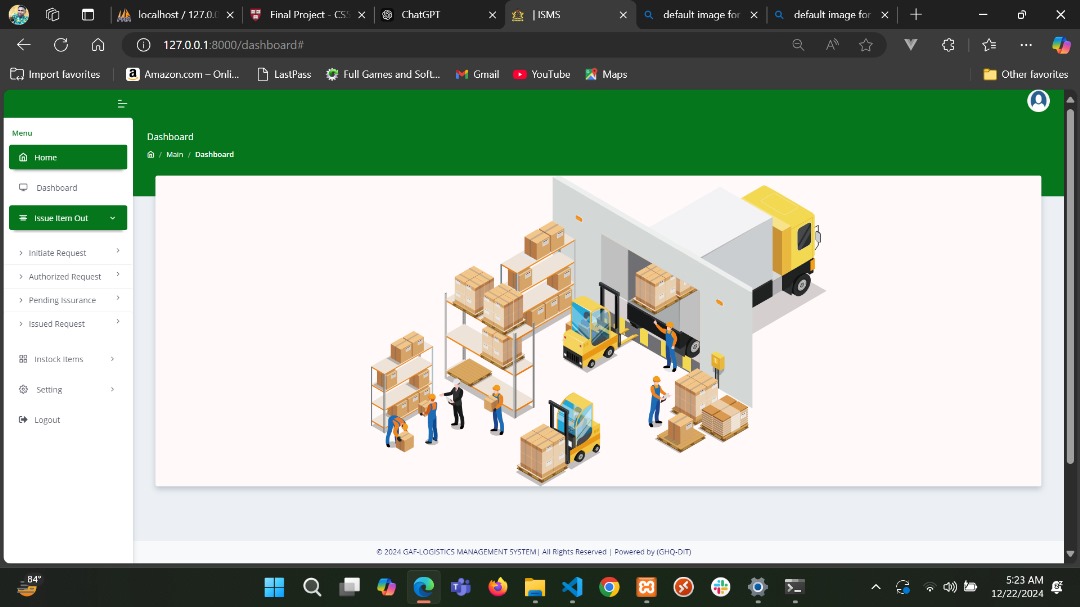 localhost / 127.0.0
Final Project - CS5
ChatGPT
| ISMS
default image for
default image for
127.0.0.1:8000/dashboard#
Import favorites
Amazon.com – Onli...
LastPass
Full Games and Soft...
Gmail
YouTube
Maps
Other favorites
Menu
Home
Dashboard
Issue Item Out
Initiate Request
Authorized Request
Pending Issurance
Issued Request
Instock Items
Setting
Logout
Dashboard
/ Main / Dashboard
© 2024 GAF-LOGISTICS MANAGEMENT SYSTEM| All Rights Reserved | Powered by (GHQ-DIT)
84°
5:23 AM
12/22/2024